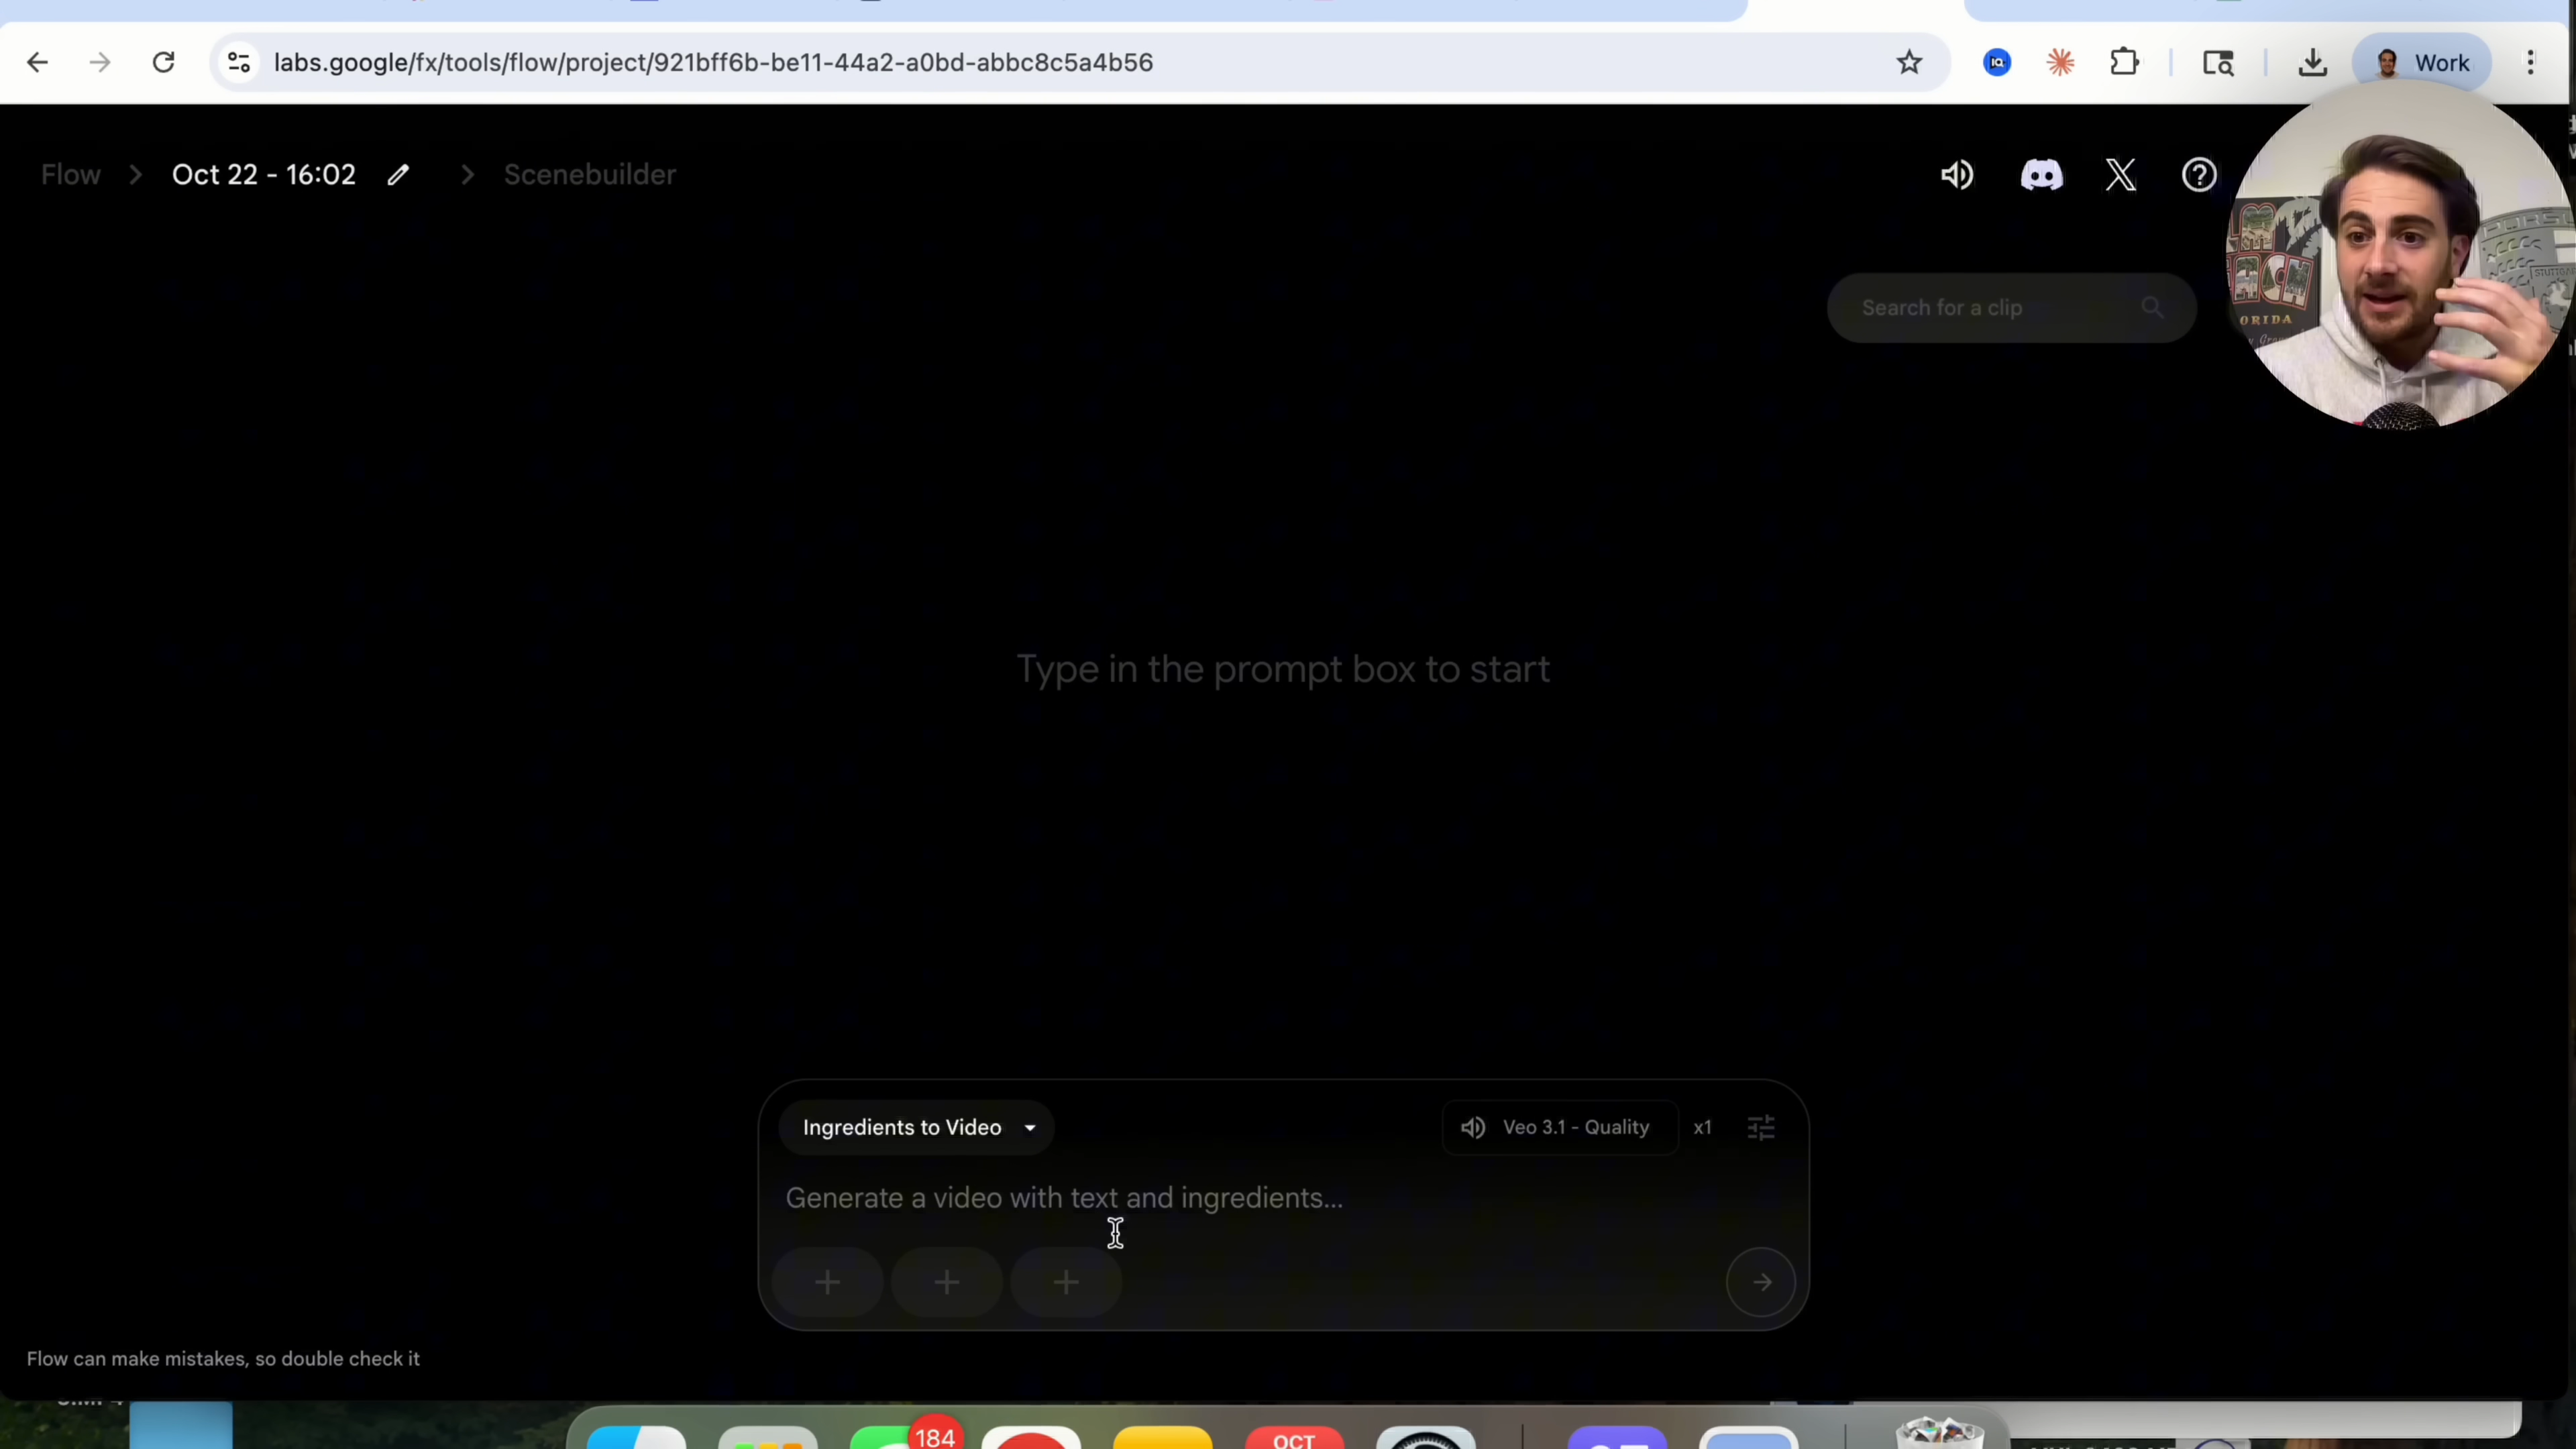 labs.google/fx/tools/flow/project/921bff6b-be11-44a2-a0bd-abbc8c5a4b56
Work
Flow
Oct 22 - 16:02
Scenebuilder
Search for a clip
ORIDA
Type in the prompt box to start
Ingredients to Video
Veo 3.1 - Quality
x1
Generate a video with text and ingredients...
Flow can make mistakes, so double check it
184
OCT